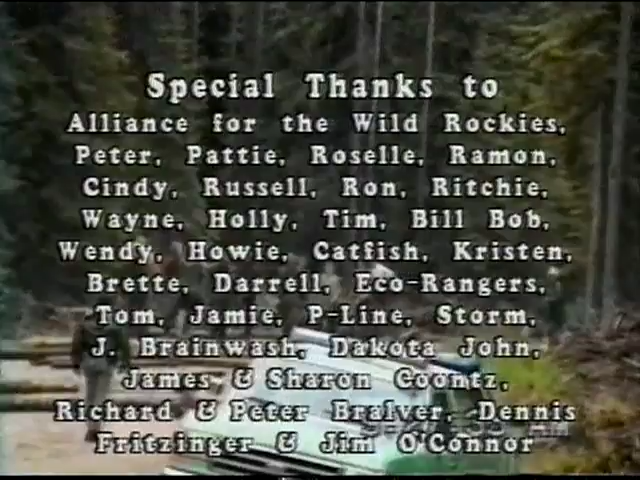 Special Thanks to
Alliance for the Wild Rockies,
Peter, Pattie, Roselle, Ramon,
Cindy, Russell, Ron, Ritchie,
Wayne, Holly, Tim, Bill Bob,
Wendy, Howie, Catfish, Kristen,
Brette, Darrell, Eco-Rangers,
Tom, Jamie, P-Line, Storm,
J. Brainwash, Dakota John,
James & Sharon Coontz,
Richard & Peter Bralver, Dennis
Fritzinger & Jim O'Connor